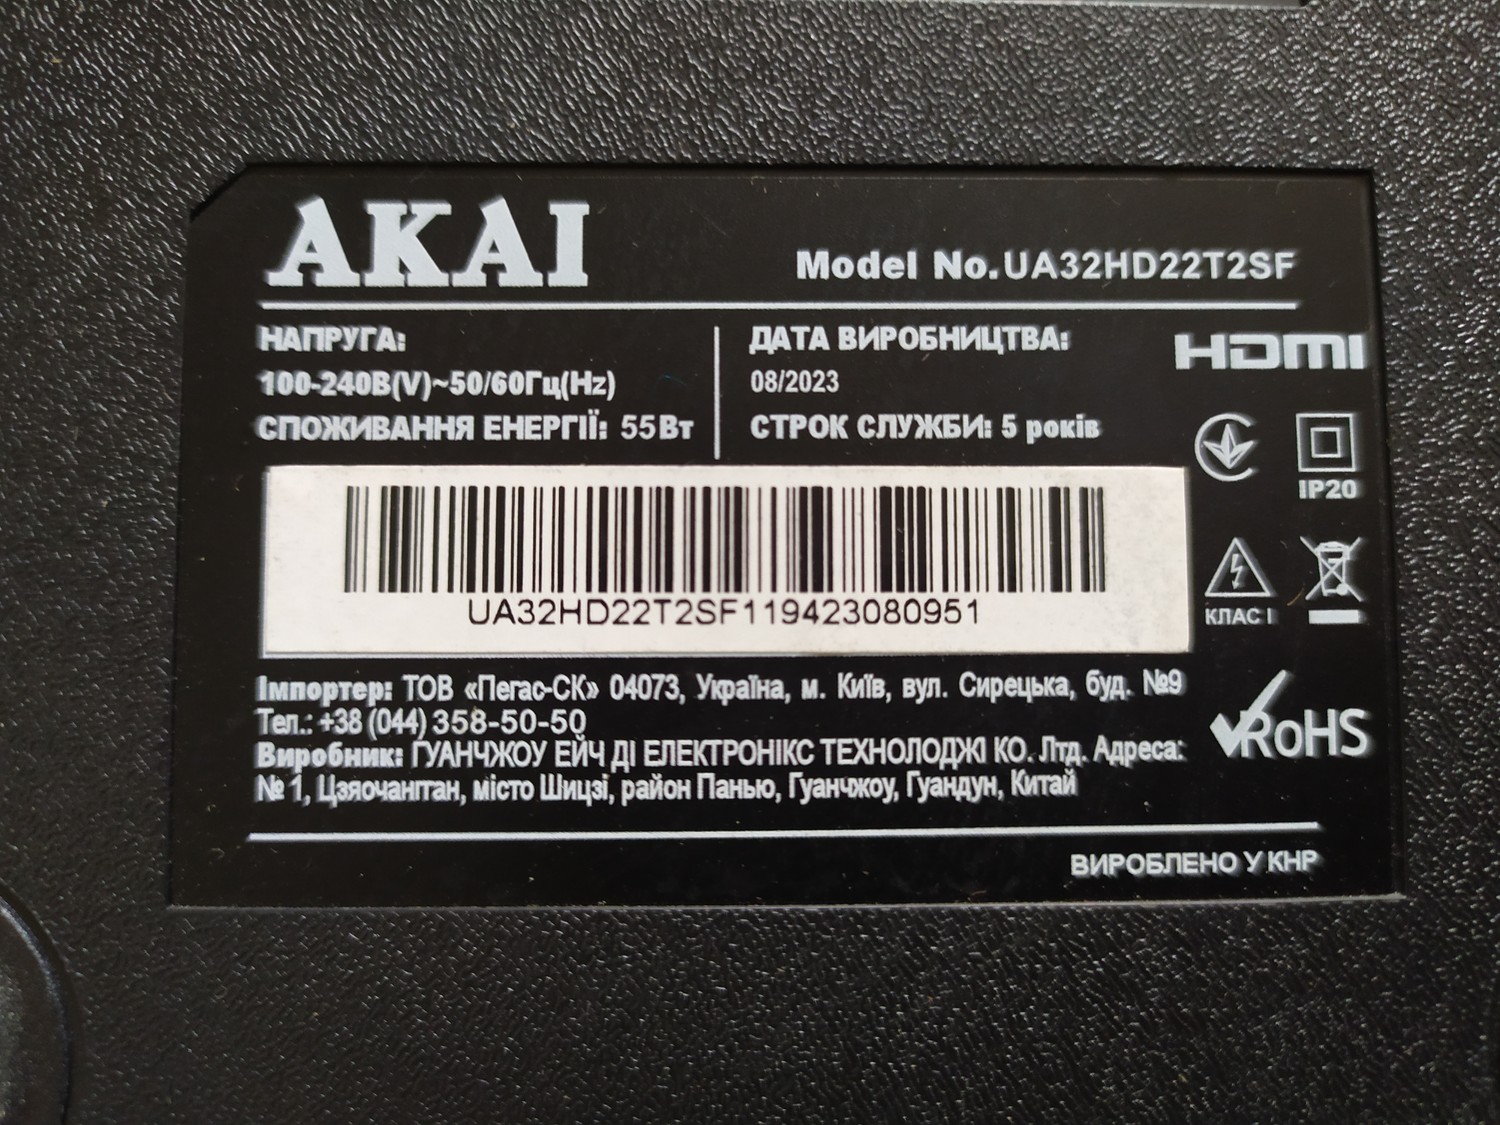 AKAI
Model No.UA32HD22T2SF
НАПРУГА:
100-240В(V)~50/60Гц(Hz)
СПОЖИВАННЯ ЕНЕРГІЇ: 55Вт
ДАТА ВИРОБНИЦТВА:
08/2023
СТРОК СЛУЖБИ: 5 років
HDMI
IP20
КЛАС І
UA32HD22T2SF119423080951
Імпортер: ТОВ «Пегас-СК» 04073, Україна, м. Київ, вул. Сирецька, буд. №9
Тел.: +38 (044) 358-50-50
Виробник: ГУАНЧЖОУ ЕЙЧ ДІ ЕЛЕКТРОНІКС ТЕХНОЛОДЖІ КО. Лтд. Адреса:
№ 1, Цзяочангтан, місто Шицзі, район Панью, Гуанчжоу, Гуандун, Китай
RoHS
ВИРОБЛЕНО У КНР